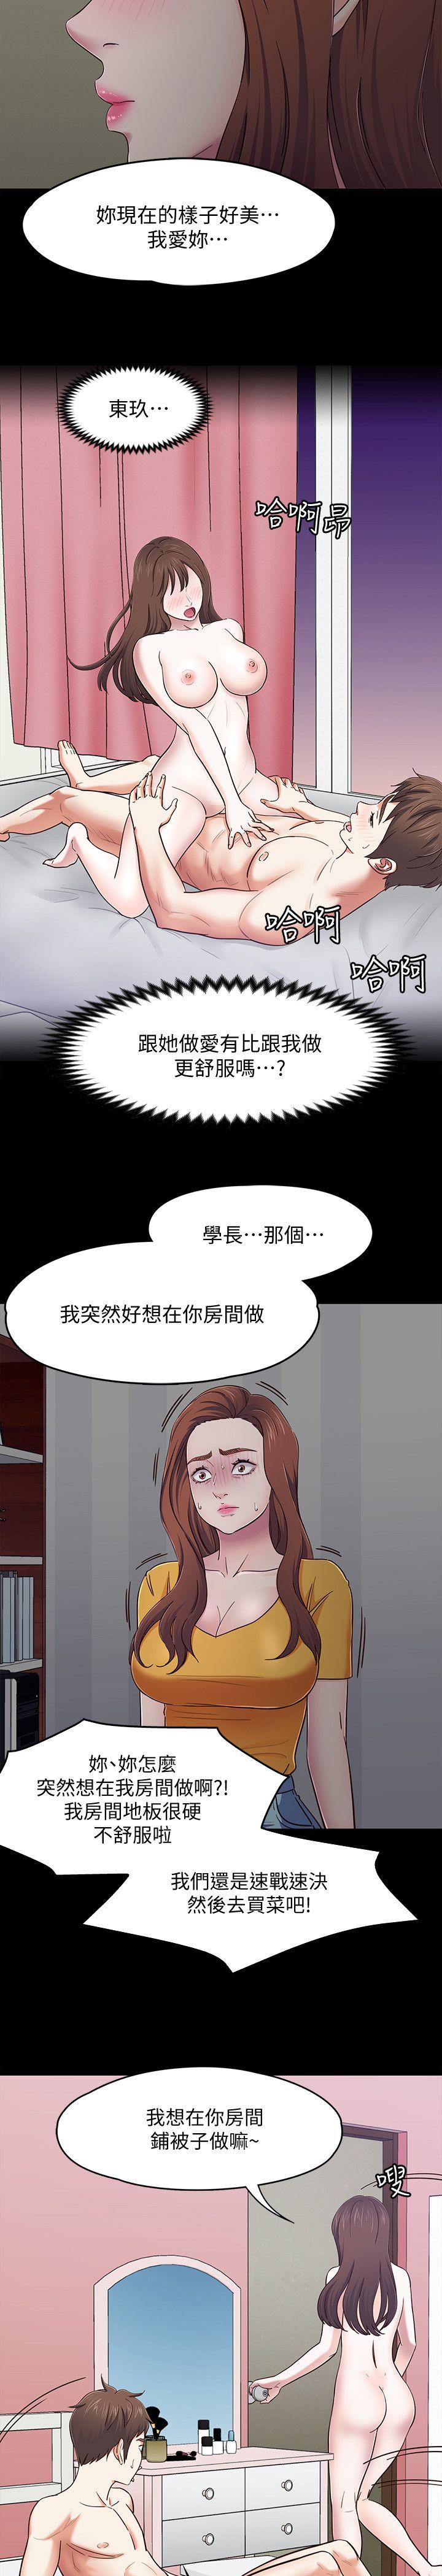 妳現在的樣子好美⋯
我愛妳⋯
東玖⋯
哈啊昂
哈啊
哈啊
跟她做愛有比跟我做
更舒服嗎⋯?
學長⋯那個⋯
我突然好想在你房間做
妳、妳怎麼
突然想在我房間做啊?!
我房間地板很硬
不舒服啦
我們還是速戰速決
然後去買菜吧!
我想在你房間
鋪被子做嘛~
嗖